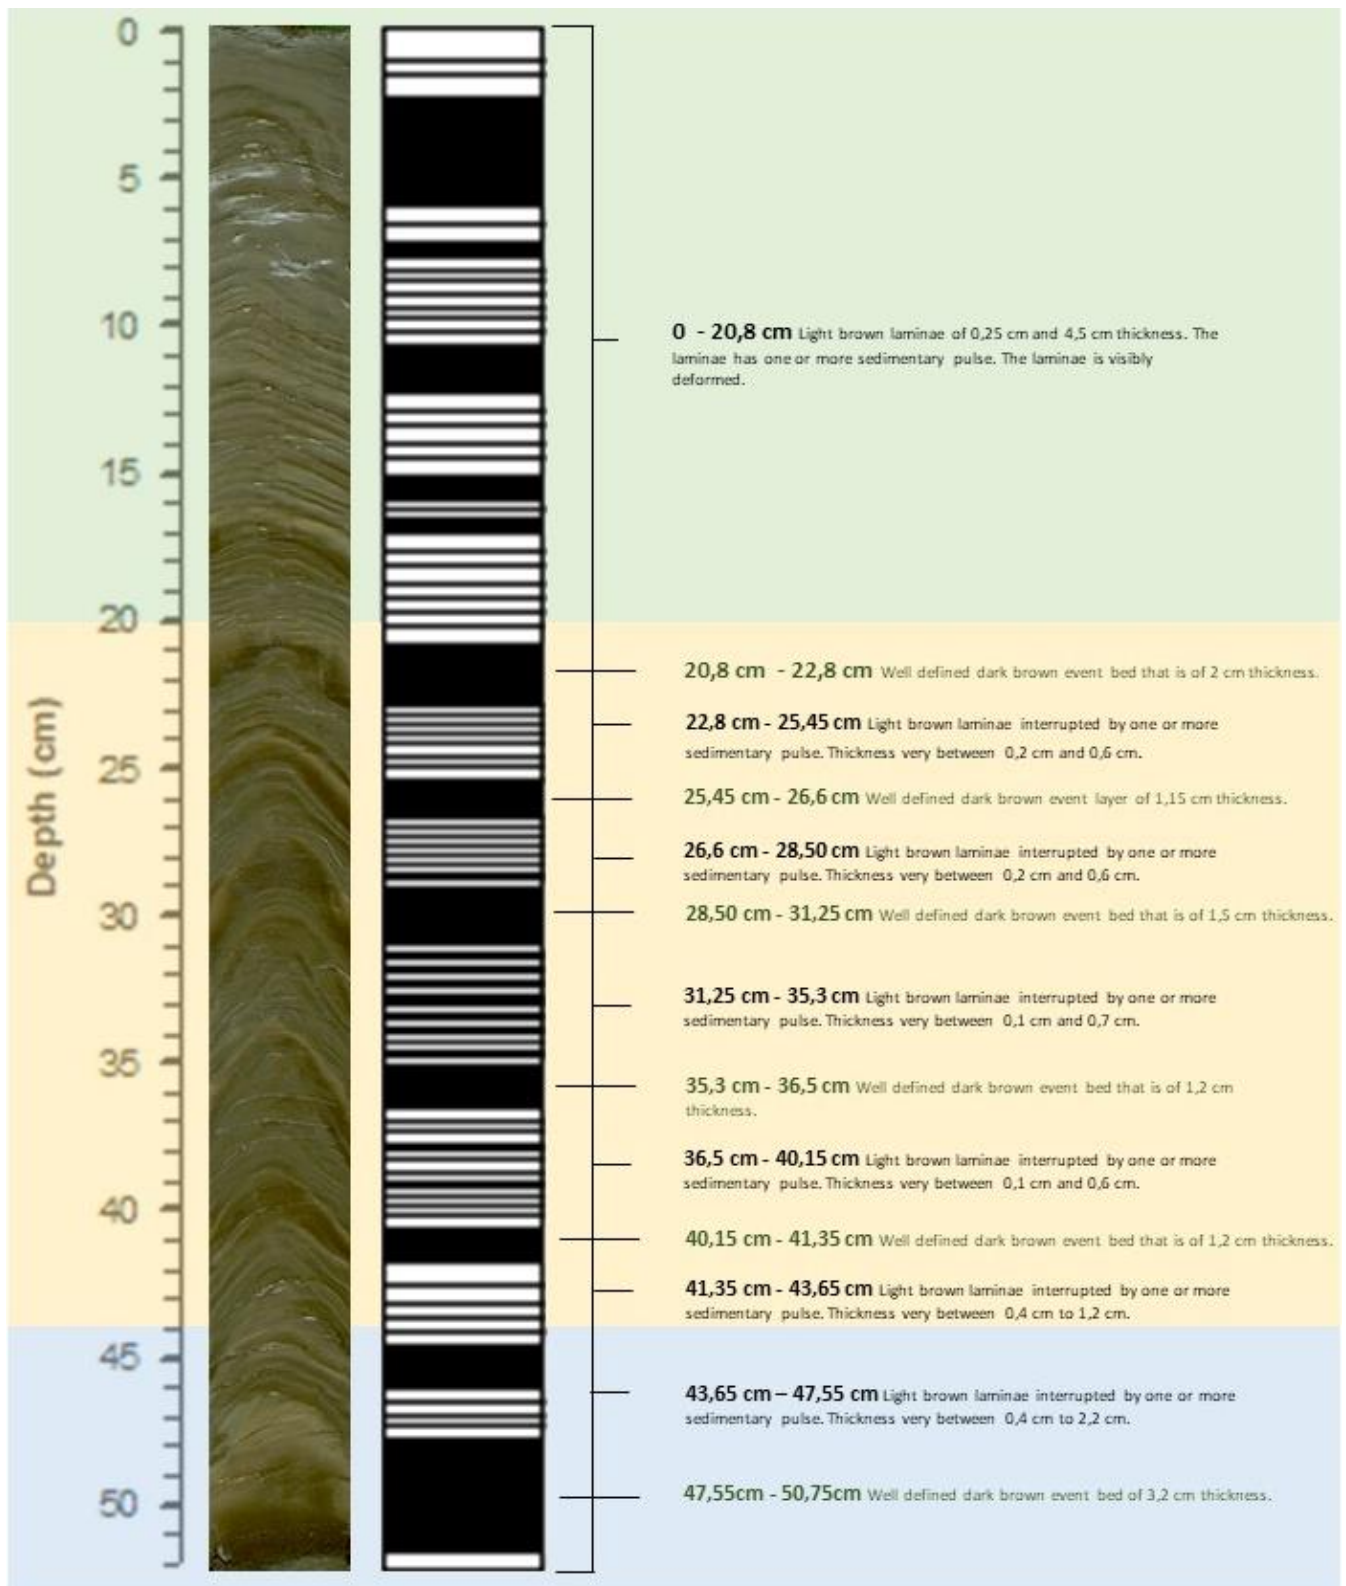 0
5
10
15
20
25
30
35
40
45
50
Depth (cm)
0 - 20,8 cm Light brown laminae of 0,25 cm and 4,5 cm thickness. The
laminae has one or more sedimentary pulse. The laminae is visibly
deformed.
20,8 cm - 22,8 cm Well defined dark brown event bed that is of 2 cm thickness.
22,8 cm - 25,45 cm Light brown laminae interrupted by one or more
sedimentary pulse. Thickness very between 0,2 cm and 0,6 cm.
25,45 cm - 26,6 cm Well defined dark brown event layer of 1,15 cm thickness.
26,6 cm - 28,50 cm Light brown laminae interrupted by one or more
sedimentary pulse. Thickness very between 0,2 cm and 0,6 cm.
28,50 cm - 31,25 cm Well defined dark brown event bed that is of 1,5 cm thickness.
31,25 cm - 35,3 cm Light brown laminae interrupted by one or more
sedimentary pulse. Thickness very between 0,1 cm and 0,7 cm.
35,3 cm - 36,5 cm Well defined dark brown event bed that is of 1,2 cm
thickness.
36,5 cm - 40,15 cm Light brown laminae interrupted by one or more
sedimentary pulse. Thickness very between 0,1 cm and 0,6 cm.
40,15 cm - 41,35 cm Well defined dark brown event bed that is of 1,2 cm thickness.
41,35 cm - 43,65 cm Light brown laminae interrupted by one or more
sedimentary pulse. Thickness very between 0,4 cm to 1,2 cm.
43,65 cm – 47,55 cm Light brown laminae interrupted by one or more
sedimentary pulse. Thickness very between 0,4 cm to 2,2 cm.
47,55cm - 50,75cm Well defined dark brown event bed of 3,2 cm thickness.